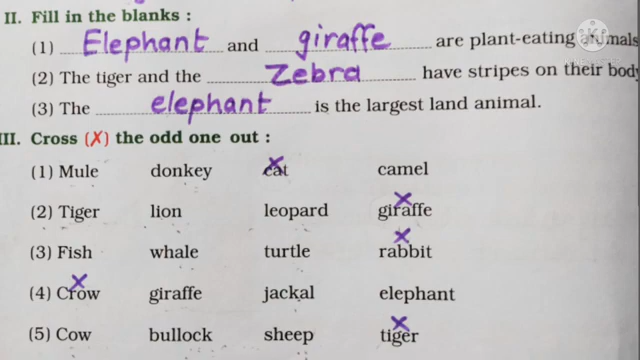 II. Fill in the blanks :
(1) Elephant and giraffe are plant-eating animals
(2) The tiger and the Zebra have stripes on their body
(3) The elephant is the largest land animal.
III. Cross (✗) the odd one out :
(1) Mule donkey cat camel
(2) Tiger lion leopard giraffe
(3) Fish whale turtle rabbit
(4) Crow giraffe jackal elephant
(5) Cow bullock sheep tiger